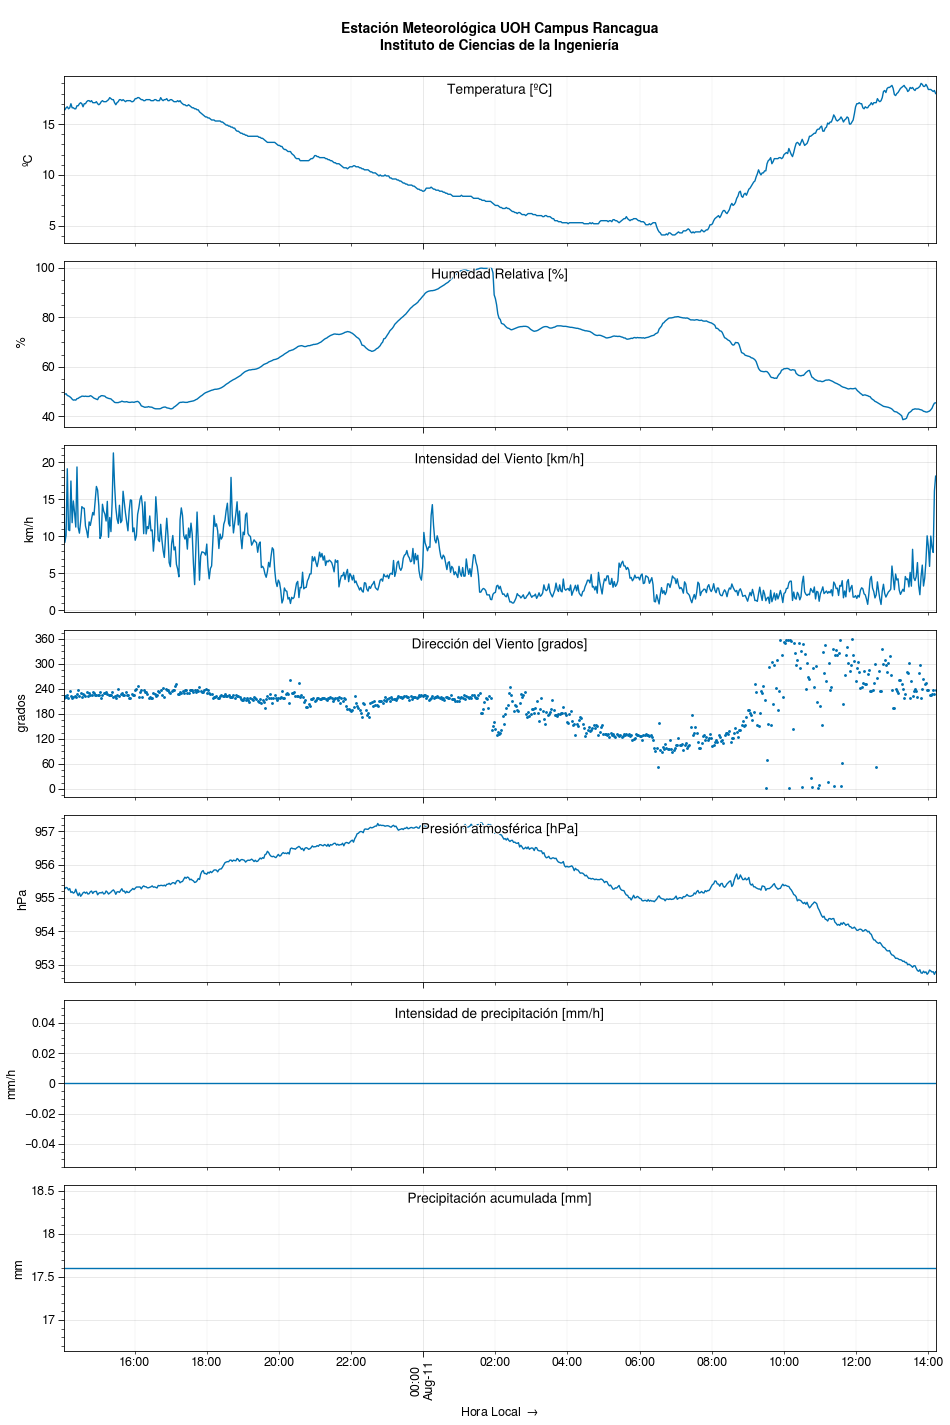 Estación Meteorológica UOH Campus Rancagua
Instituto de Ciencias de la Ingeniería
Temperatura [ºC]
15
10
5
ºC
Humedad Relativa [%]
100
80
60
40
%
Intensidad del Viento [km/h]
20
15
10
5
0
km/h
Dirección del Viento [grados]
360
300
240
180
120
60
0
grados
Presión atmosférica [hPa]
957
956
955
954
953
hPa
Intensidad de precipitación [mm/h]
0.04
0.02
0
−0.02
−0.04
mm/h
Precipitación acumulada [mm]
18.5
18
17.5
17
mm
16:00 18:00 20:00 22:00 00:00 02:00 04:00 06:00 08:00 10:00 12:00 14:00
Aug-11
Hora Local →